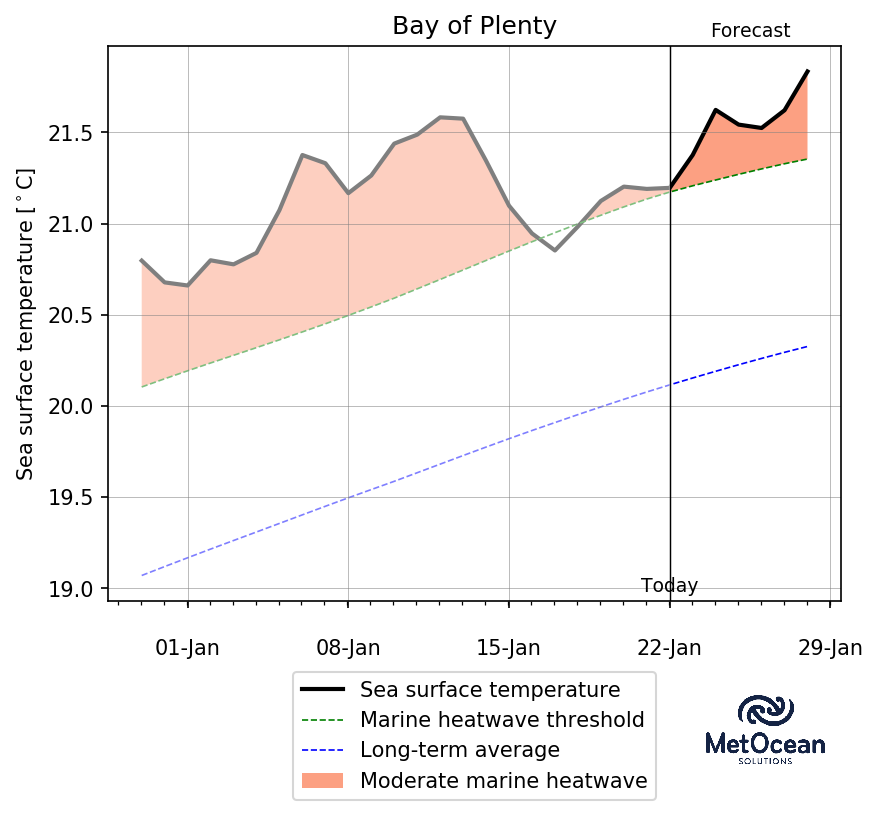 Bay of Plenty
Forecast
Sea surface temperature [°C]
21.5
21.0
20.5
20.0
19.5
19.0
Today
01-Jan
08-Jan
15-Jan
22-Jan
29-Jan
Sea surface temperature
Marine heatwave threshold
Long-term average
Moderate marine heatwave
MetOcean
SOLUTIONS